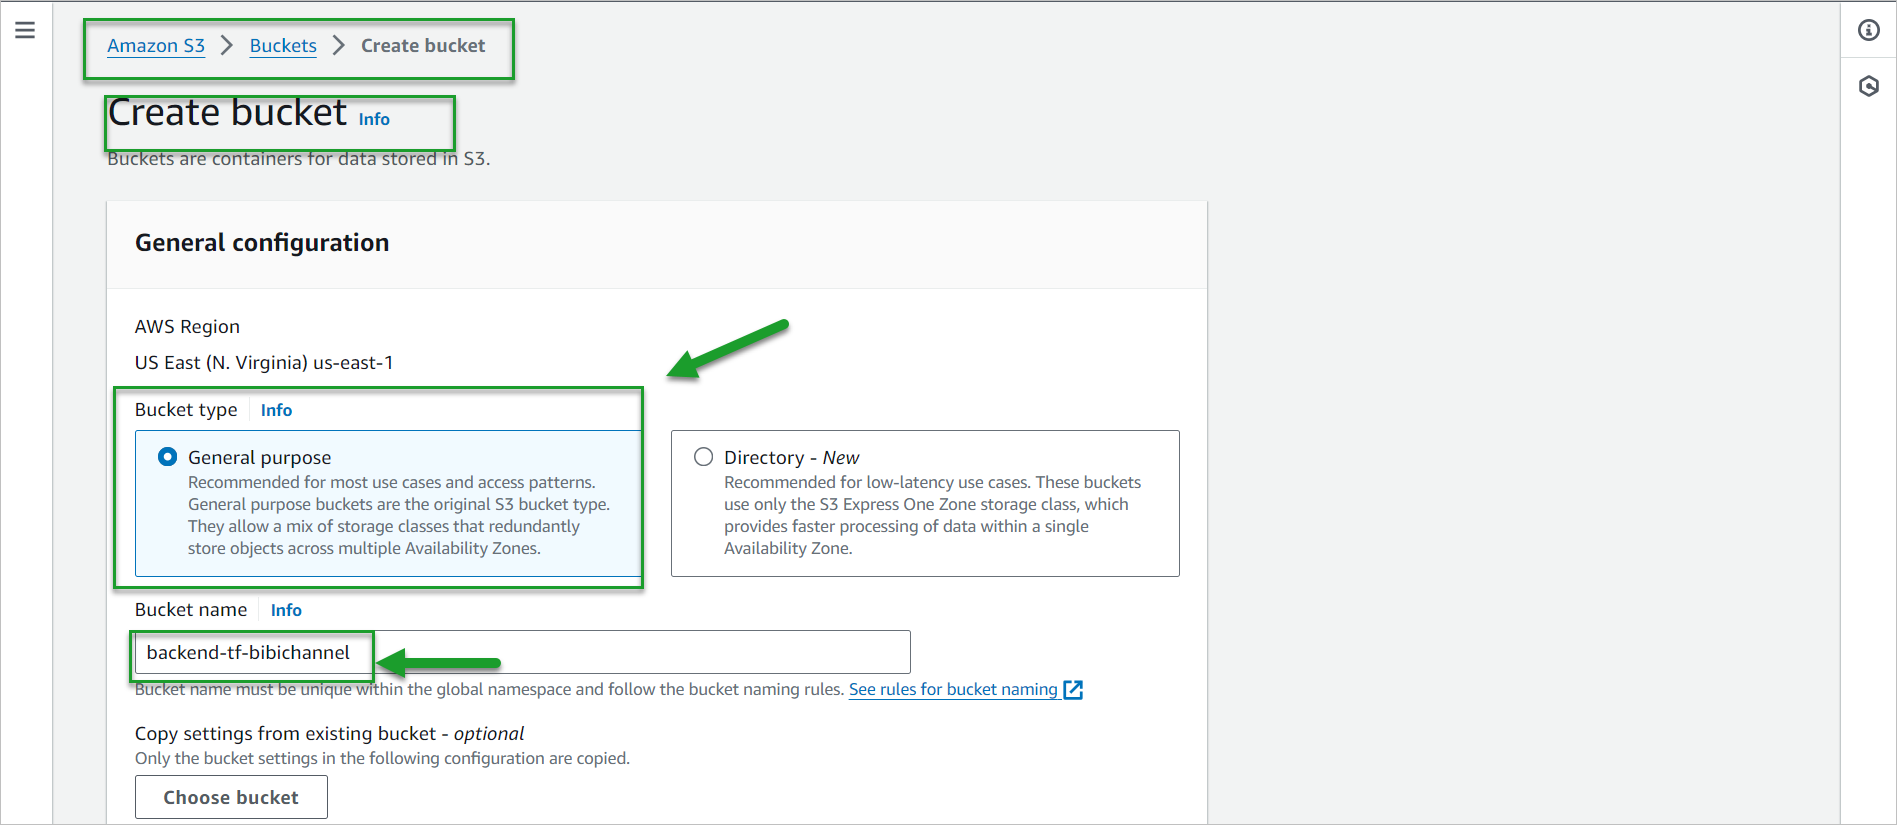 Amazon S3 > Buckets > Create bucket
Create bucket Info
Buckets are containers for data stored in S3.
General configuration
AWS Region
US East (N. Virginia) us-east-1
Bucket type Info
General purpose
Recommended for most use cases and access patterns.
General purpose buckets are the original S3 bucket type.
They allow a mix of storage classes that redundantly
store objects across multiple Availability Zones.
Directory - New
Recommended for low-latency use cases. These buckets
use only the S3 Express One Zone storage class, which
provides faster processing of data within a single
Availability Zone.
Bucket name Info
backend-tf-bibichannel
Bucket name must be unique within the global namespace and follow the bucket naming rules. See rules for bucket naming
Copy settings from existing bucket - optional
Only the bucket settings in the following configuration are copied.
Choose bucket